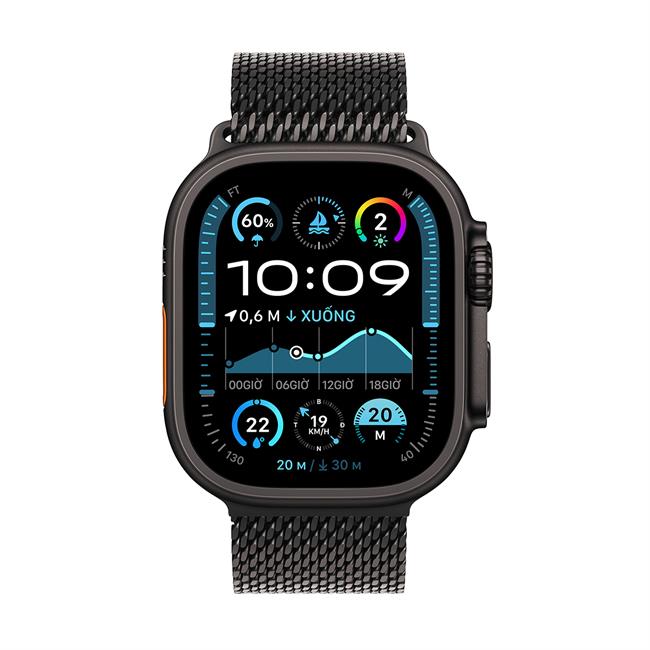 FT M
60% 2
10:09
0,6 M ↓ XUỐNG
00GIỜ 06GIỜ 12GIỜ 18GIỜ
22
B
T 19 Đ
KM/H
N
20
M
130 40
20 M / 30 M